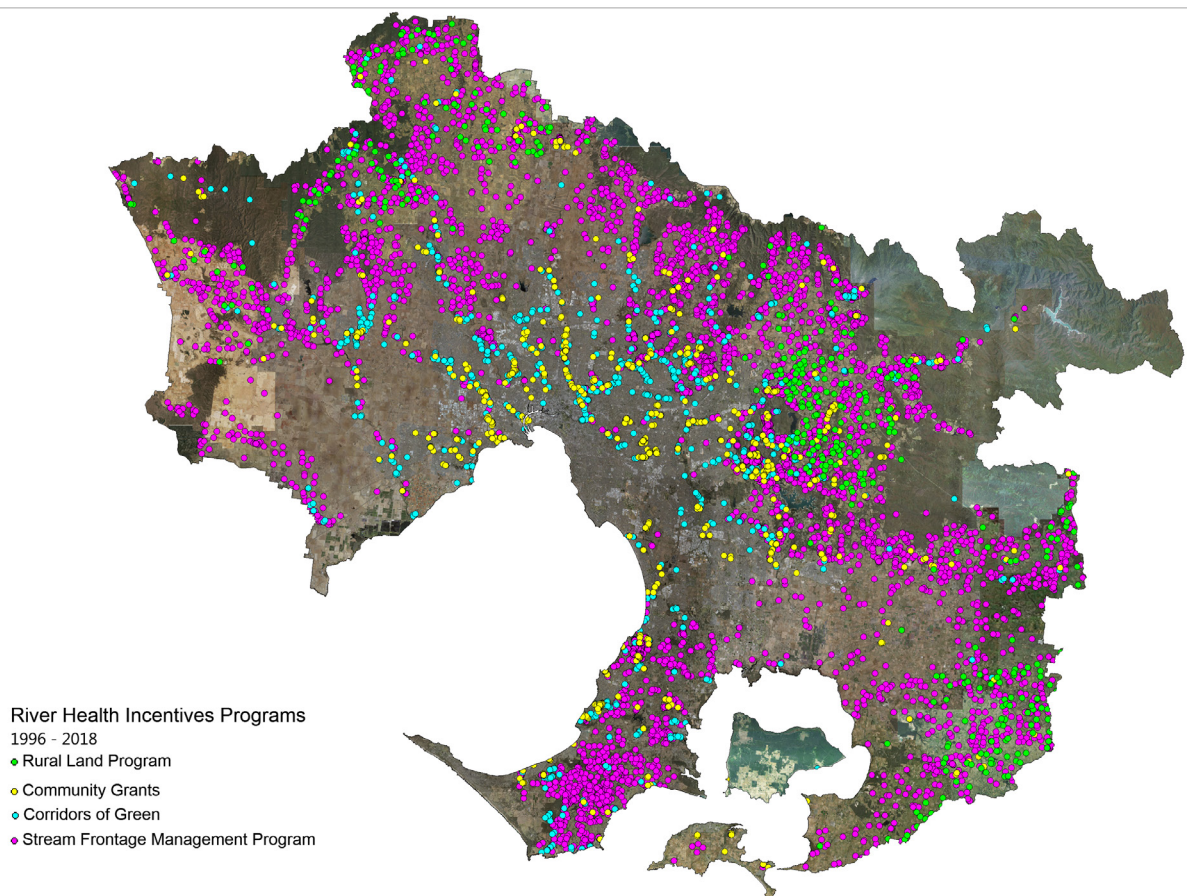 River Health Incentives Programs
1996 - 2018
Rural Land Program
Community Grants
Corridors of Green
Stream Frontage Management Program